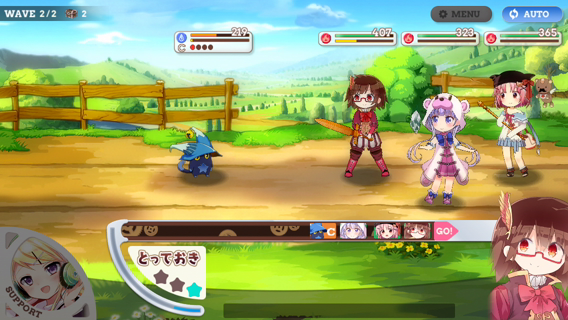 WAVE 2/2 2
MENU
AUTO
219
C
407
323
365
C
GO!
とっておき
SUPPORT